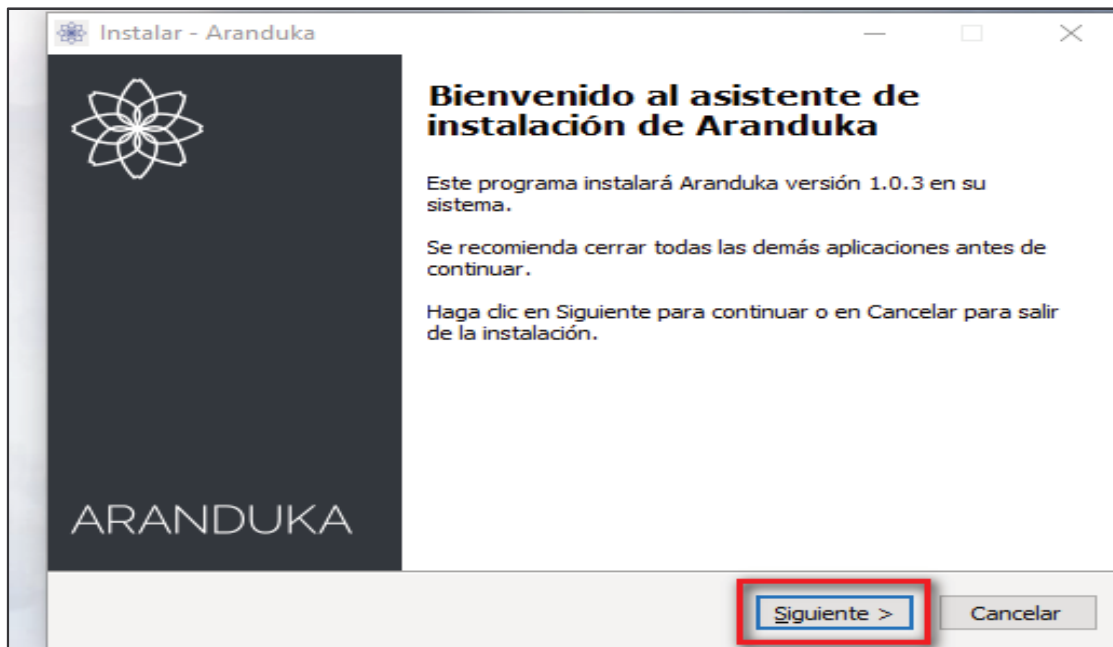 Instalar - Aranduka
Bienvenido al asistente de
instalación de Aranduka
Este programa instalará Aranduka versión 1.0.3 en su
sistema.
Se recomienda cerrar todas las demás aplicaciones antes de
continuar.
Haga clic en Siguiente para continuar o en Cancelar para salir
de la instalación.
ARANDUKA
Siguiente >
Cancelar